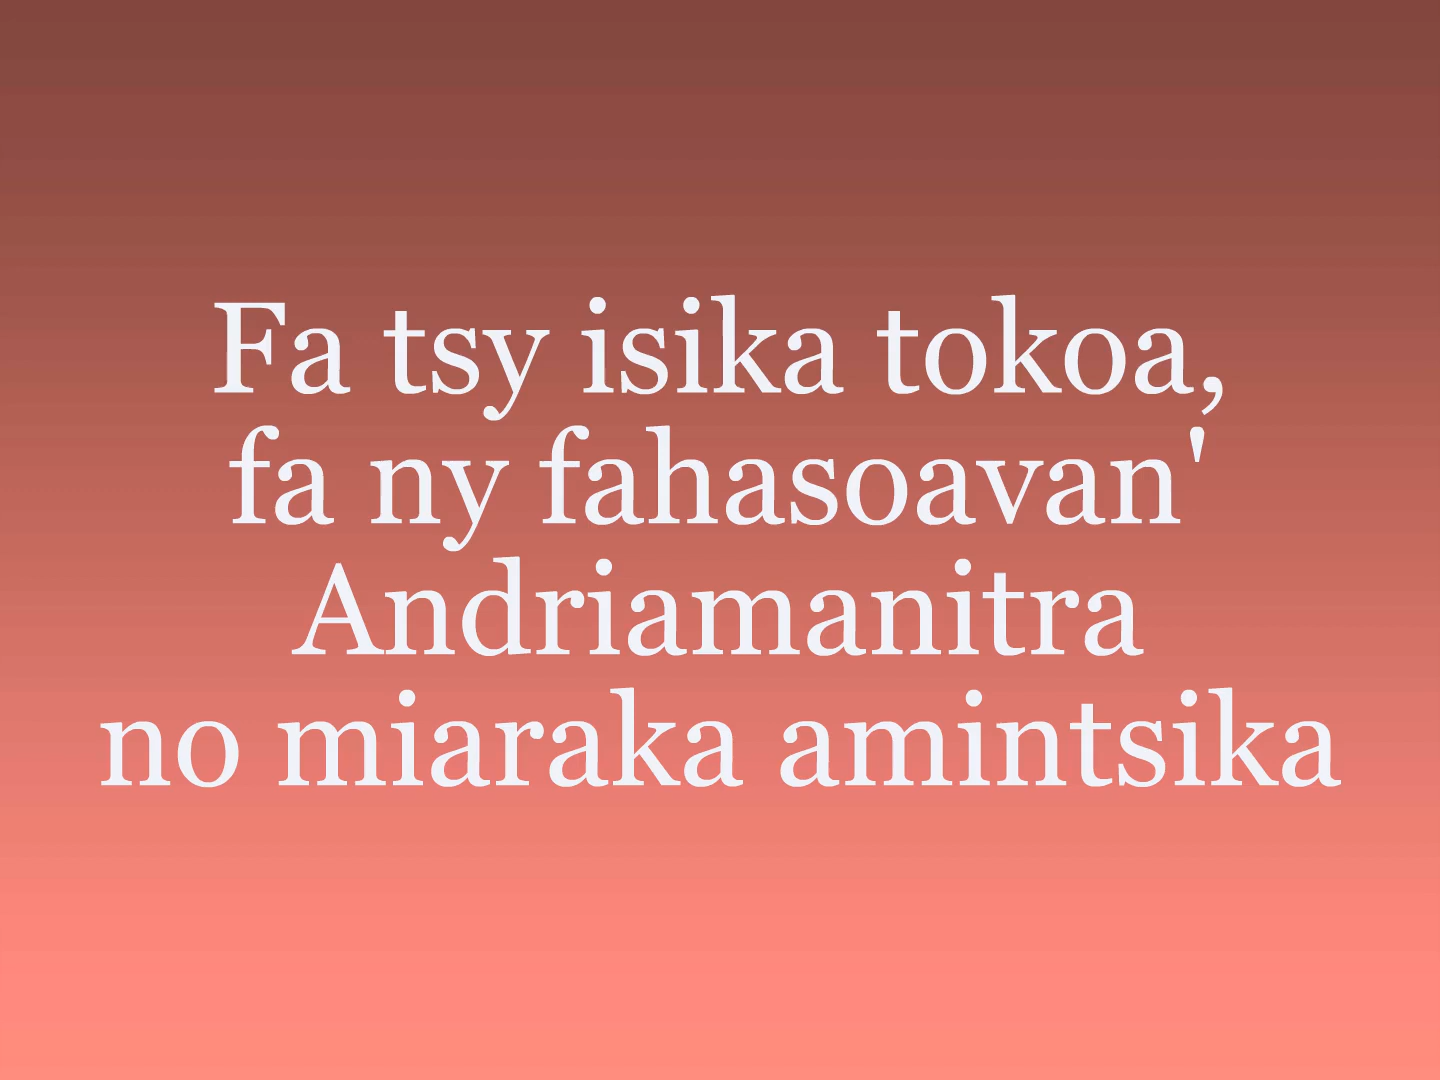 Fa tsy isika tokoa,
fa ny fahasoavan'
Andriamanitra
no miaraka amintsika